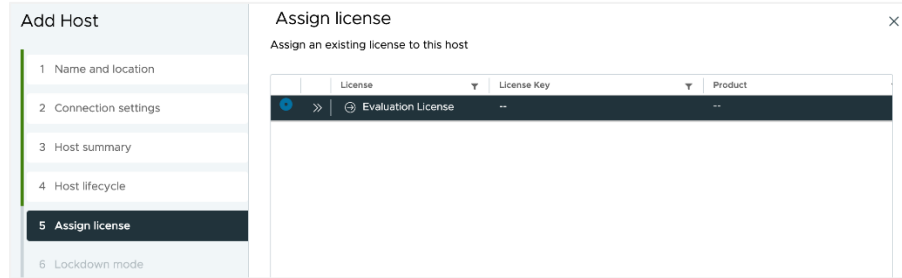 Add Host
1 Name and location
2 Connection settings
3 Host summary
4 Host lifecycle
5 Assign license
6 Lockdown mode
Assign license
Assign an existing license to this host
License License Key Product
Evaluation License -- --